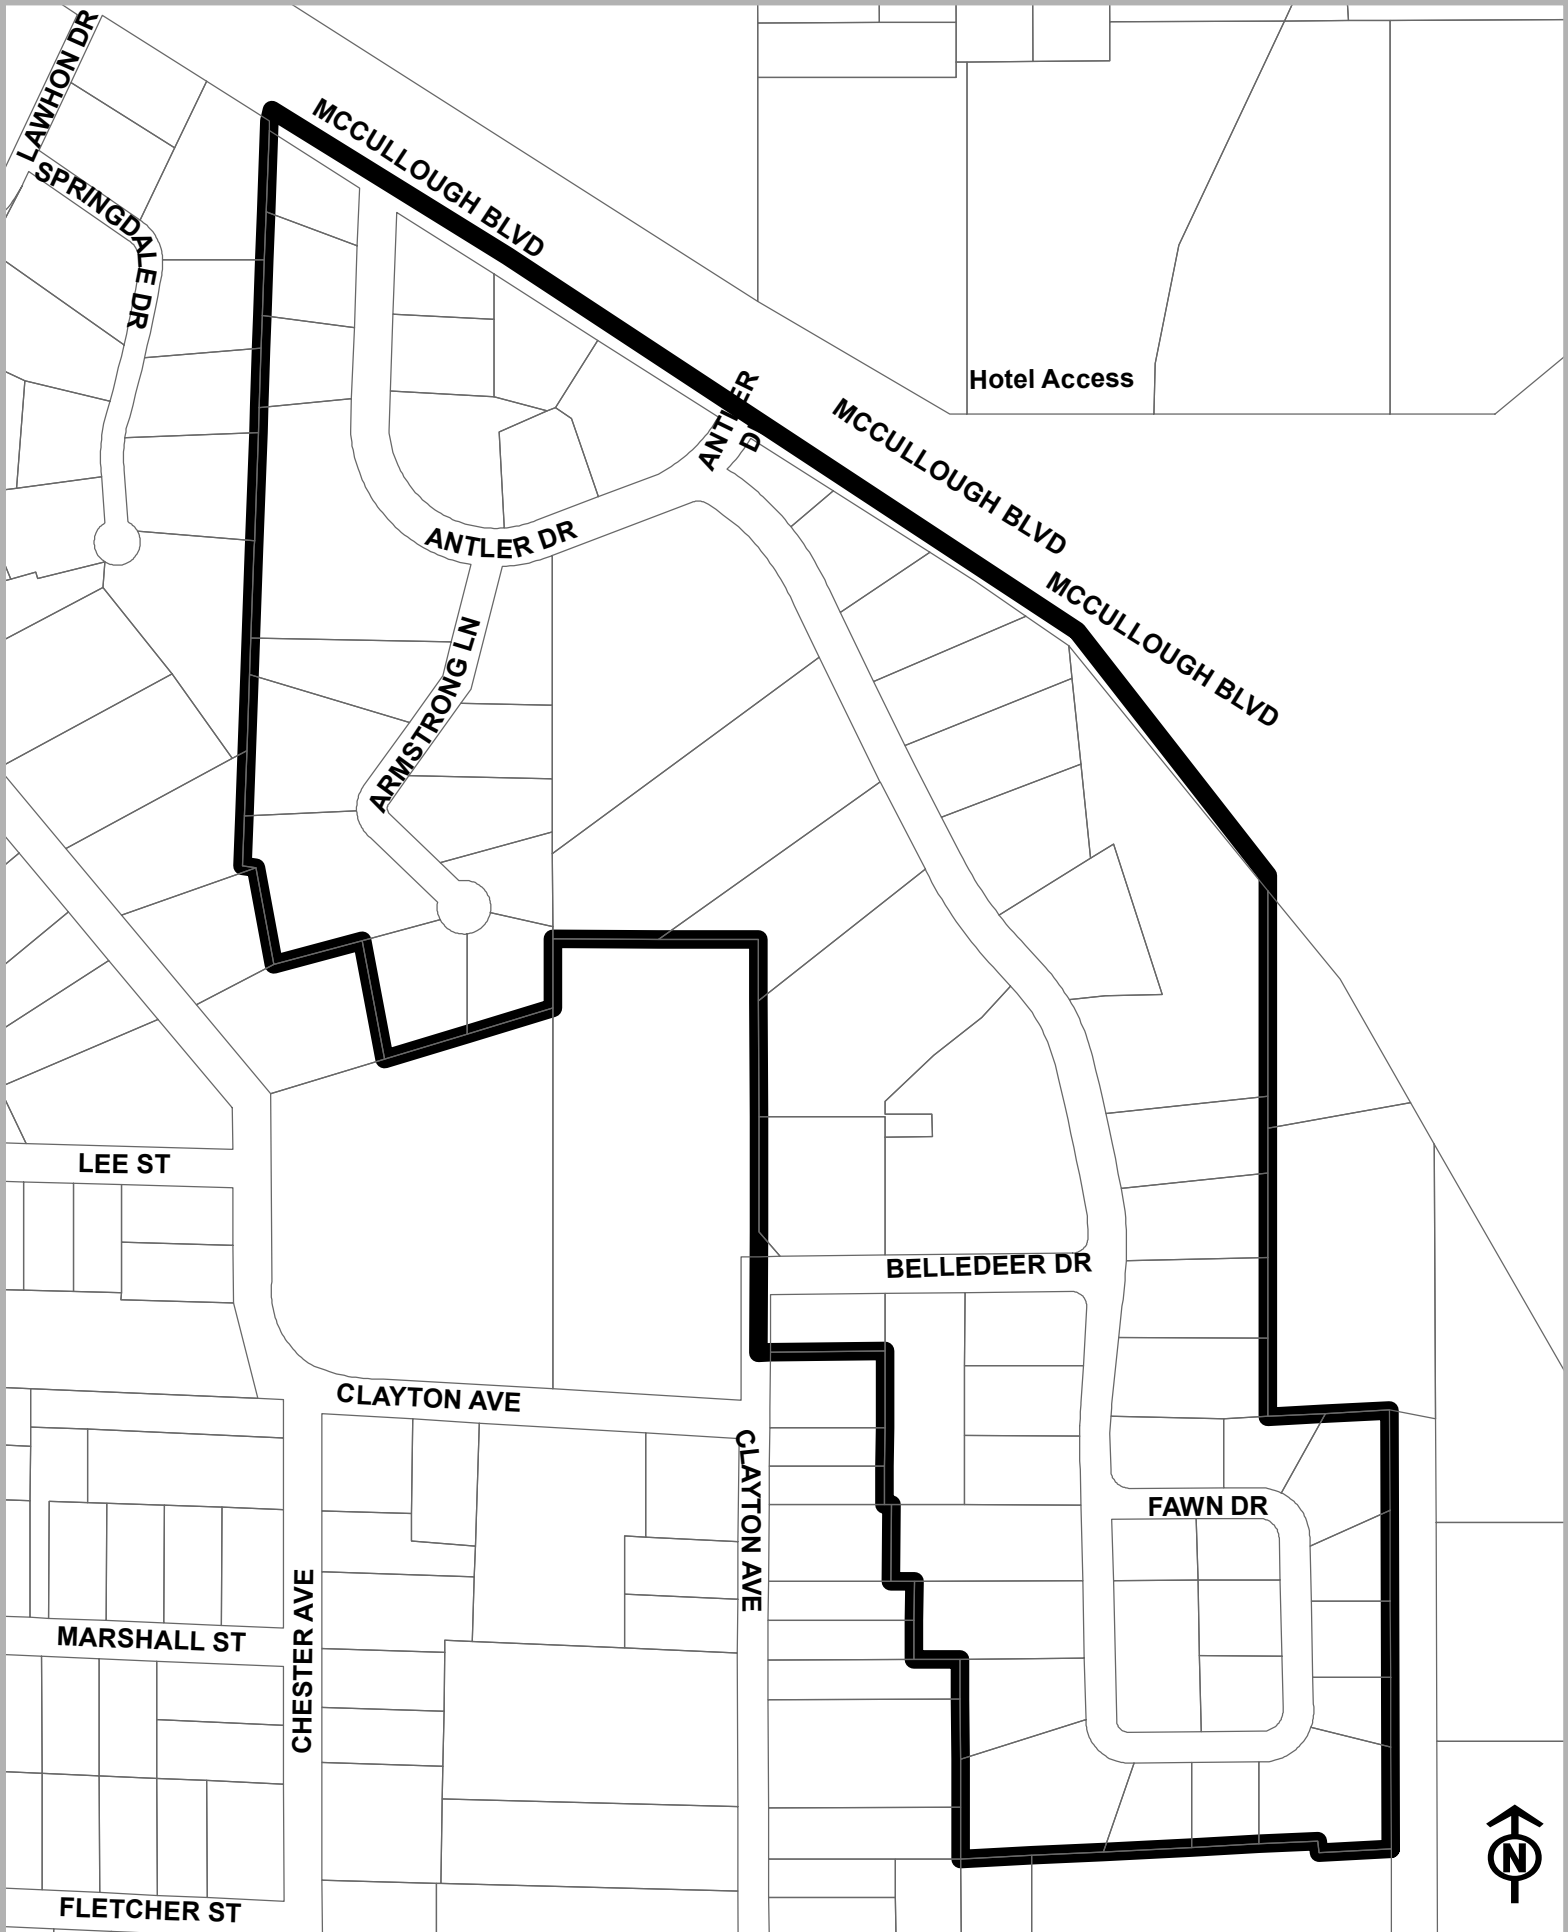 LAWHON DR
MCCULLOUGH BLVD
SPRINGDALE DR
Hotel Access
ANTLER
DR
MCCULLOUGH BLVD
ANTLER DR
MCCULLOUGH BLVD
ARMSTRONG LN
LEE ST
BELLEDEER DR
CLAYTON AVE
CLAYTON AVE
FAWN DR
CHESTER AVE
MARSHALL ST
N
FLETCHER ST